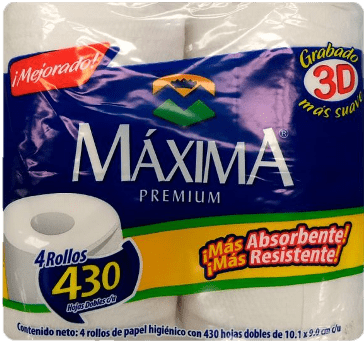 ¡Mejorado!
Grabado
3D
más suave
MÁXIMA®
PREMIUM
4 Rollos
430
Hojas Dobles c/u
¡Más Absorbente!
¡Más Resistente!
Contenido neto: 4 rollos de papel higiénico con 430 hojas dobles de 10.1 x 9.9 cm c/u